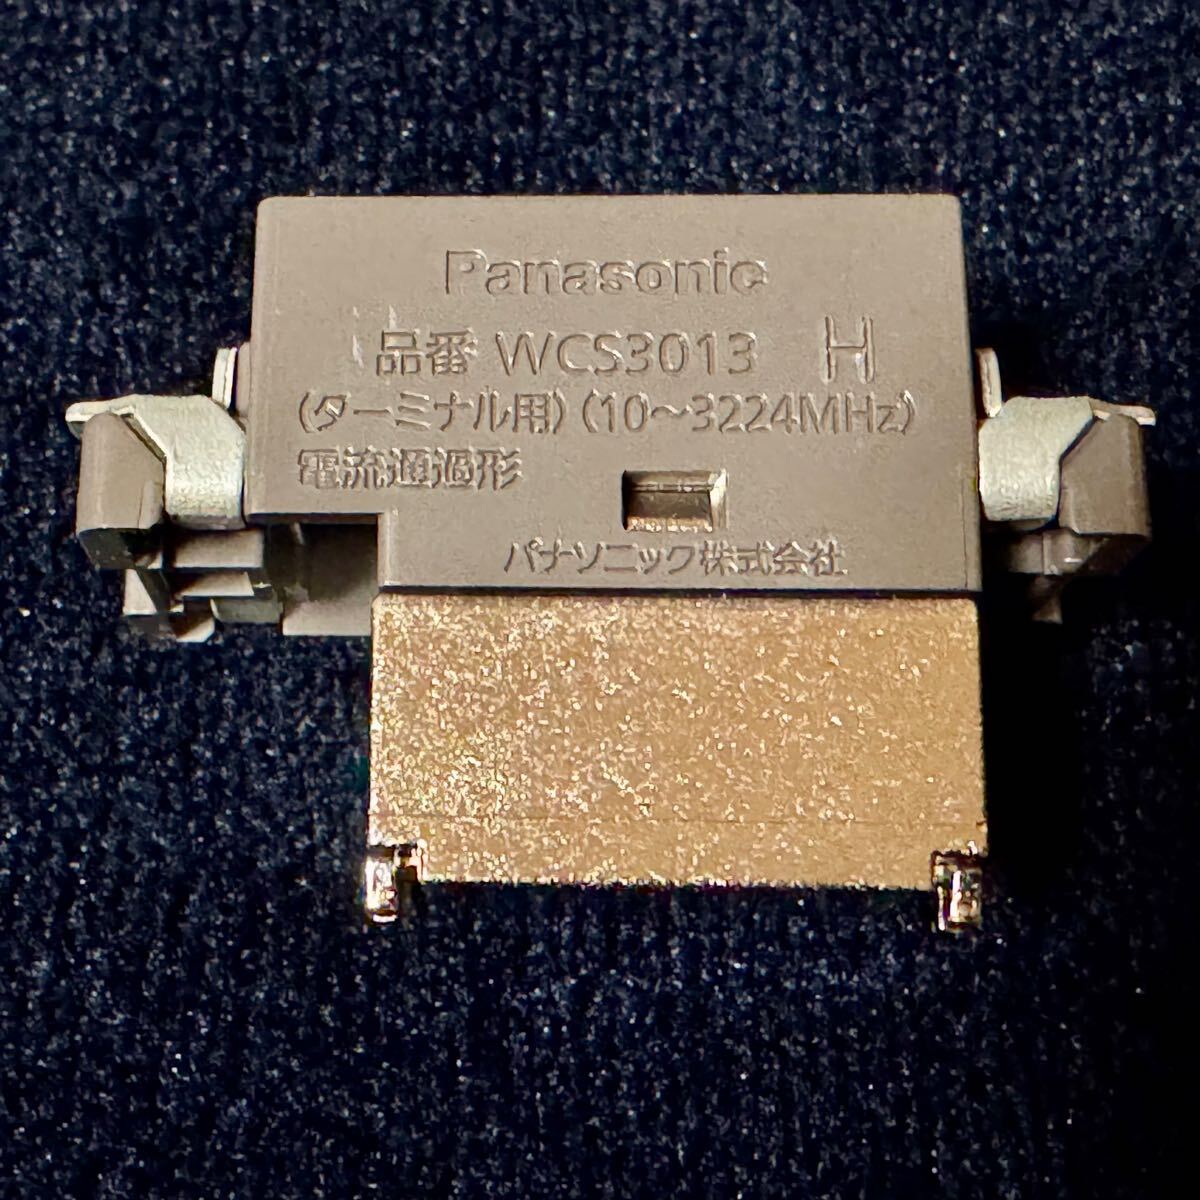 Panasonic
品番 WCS3013 H
(ターミナル用) (10～3224MHz)
電流通過形
パナソニック株式会社